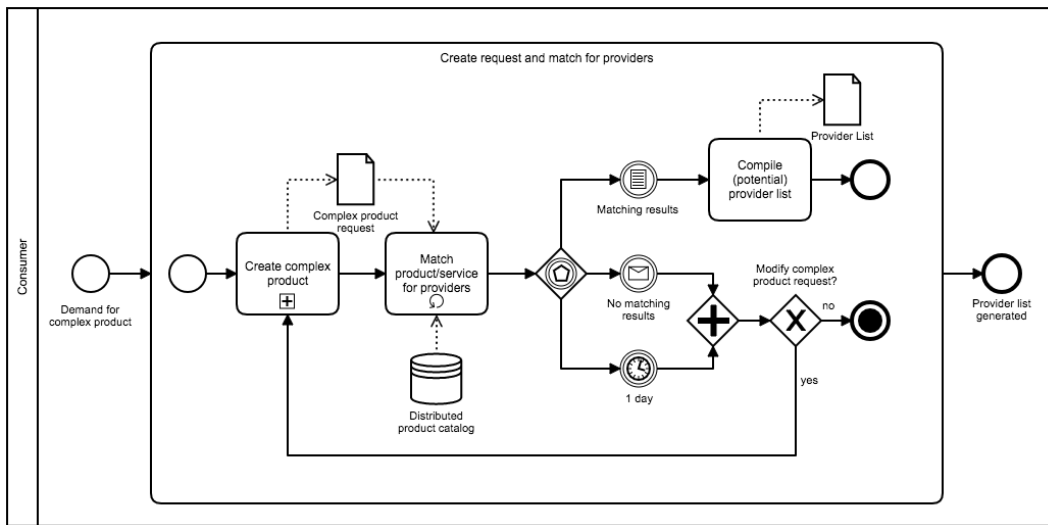 Create request and match for providers
Provider List
Compile
(potential)
provider list
Matching results
Complex product
request
Consumer
Demand for
complex product
Create complex
product
Match
product/service
for providers
No matching
results
Modify complex
product request?
no
yes
Provider list
generated
1 day
Distributed
product catalog